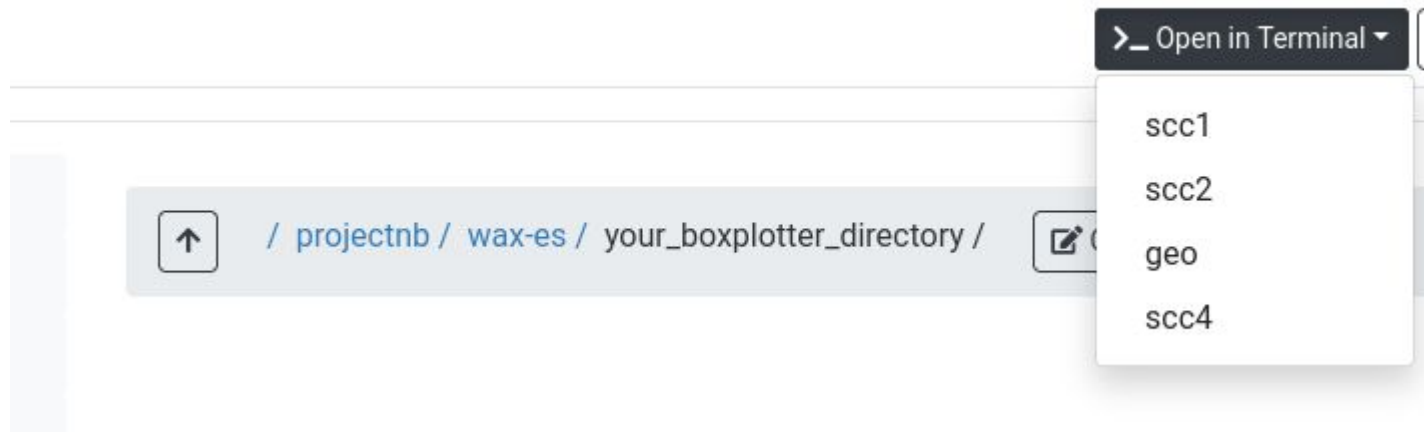 >_ Open in Terminal
scc1
scc2
geo
scc4
/ projectnb / wax-es / your_boxplotter_directory /